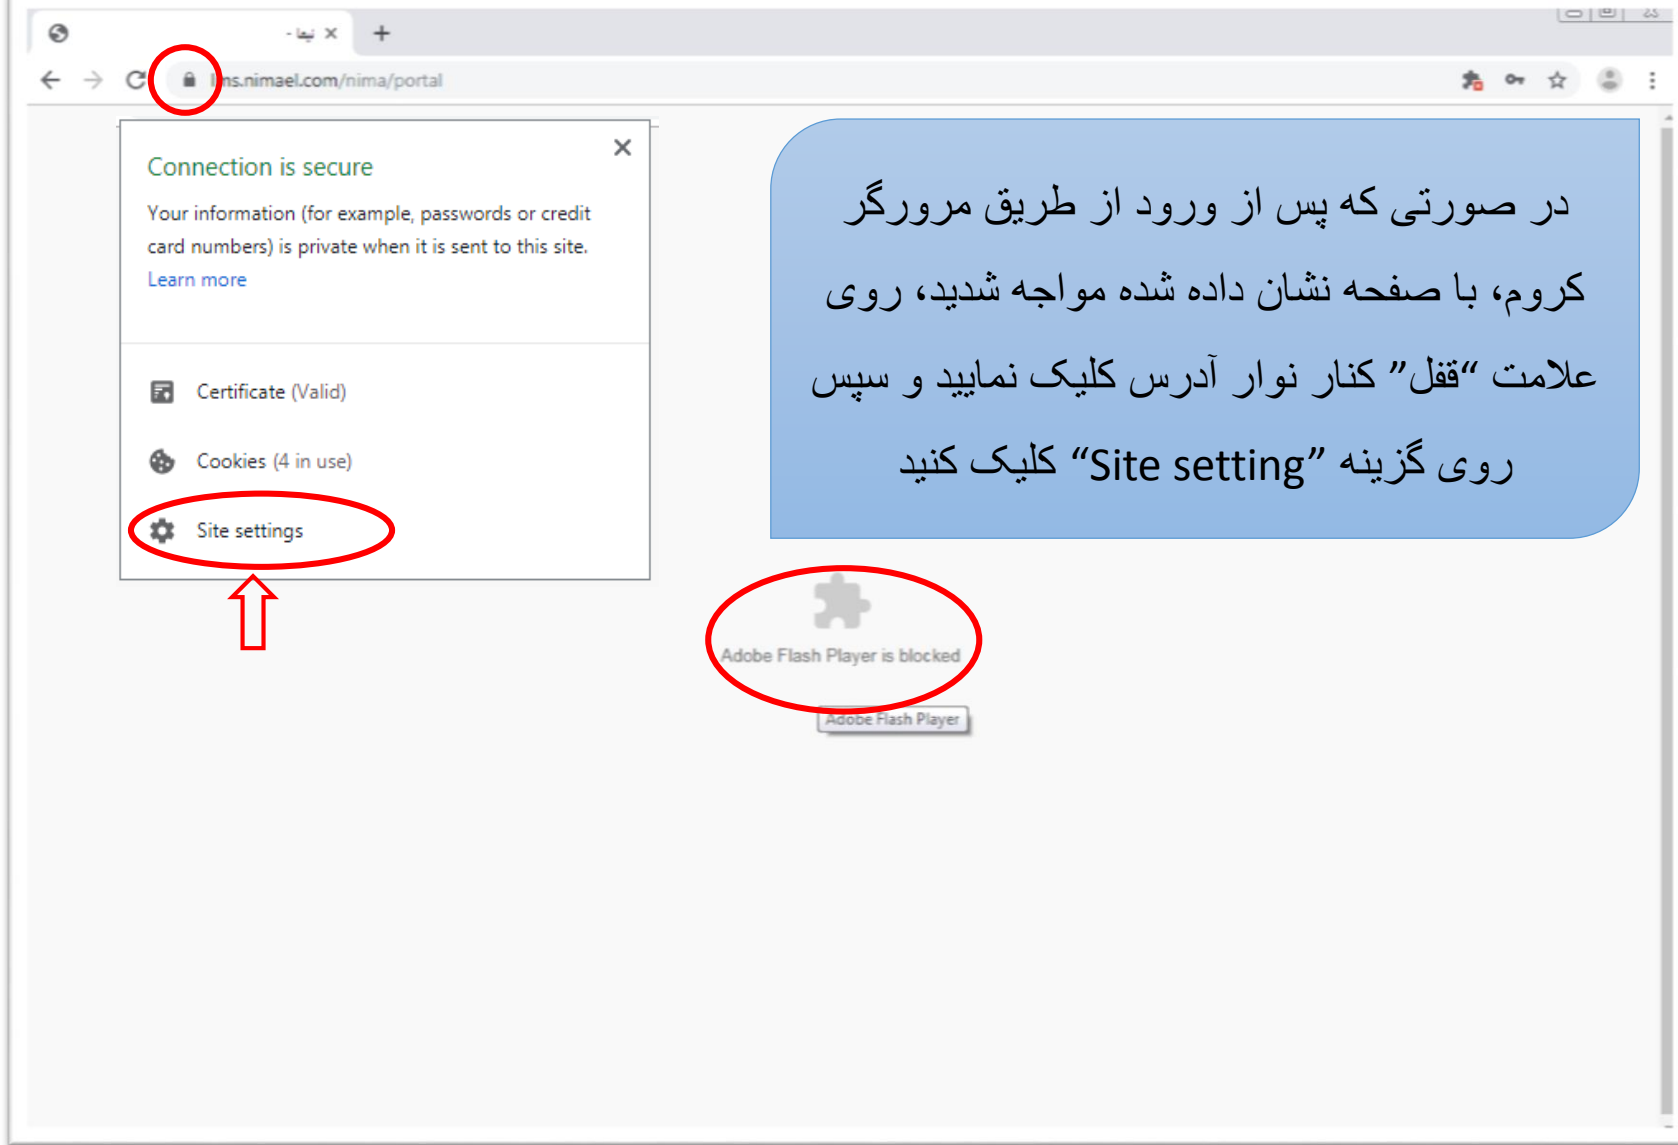 نیما -
lms.nimael.com/nima/portal
Connection is secure
Your information (for example, passwords or credit
card numbers) is private when it is sent to this site.
Learn more
Certificate (Valid)
Cookies (4 in use)
Site settings
در صورتی که پس از ورود از طریق مرورگر
کروم، با صفحه نشان داده شده مواجه شدید، روی
علامت “قفل” کنار نوار آدرس کلیک نمایید و سپس
روی گزینه “Site setting” کلیک کنید
Adobe Flash Player is blocked
Adobe Flash Player